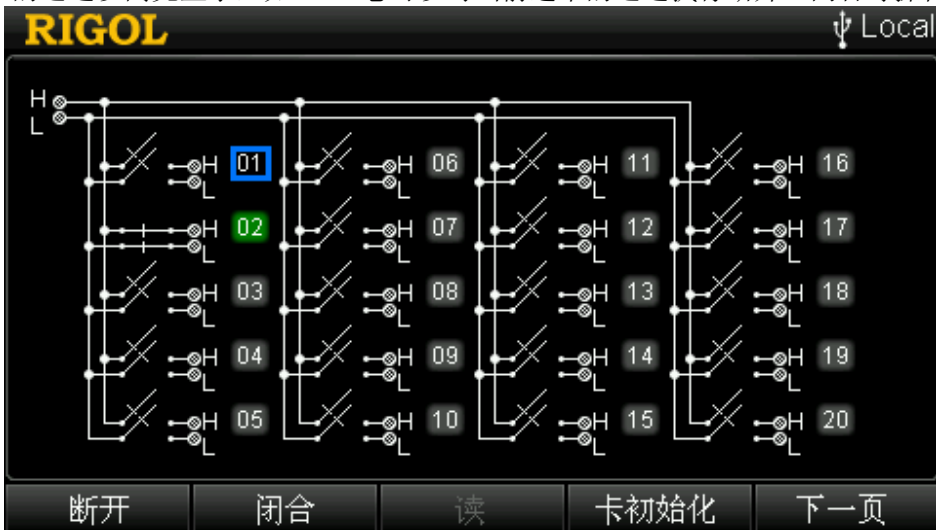 RIGOL Local
H
L
H 01 H 06 H 11 H 16
L L L L
H 02 H 07 H 12 H 17
L L L L
H 03 H 08 H 13 H 18
L L L L
H 04 H 09 H 14 H 19
L L L L
H 05 H 10 H 15 H 20
L L L L
断开 闭合 读 卡初始化 下一页